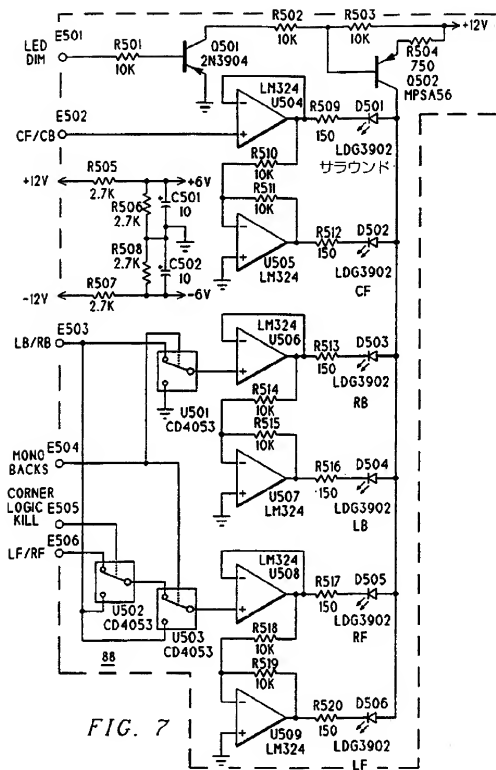 E501
LED
DIM
R501
10K
Q501
2N3904
R502
10K
R503
10K
+12V
R504
750
Q502
MPSA56
E502
CF/CB
LM324
U504
R509
150
D501
LDG3902
サラウンド
R510
10K
R511
10K
+12V
R505
2.7K
+6V
R506
2.7K
C501
10
R508
2.7K
C502
10
-12V
R507
2.7K
-6V
U505
LM324
R512
150
D502
LDG3902
CF
E503
LB/RB
U501
CD4053
LM324
U506
R513
150
D503
LDG3902
RB
R514
10K
R515
10K
E504
MONO
BACKS
U507
LM324
R516
150
D504
LDG3902
LB
CORNER
LOGIC
KILL
E505
E506
LF/RF
U502
CD4053
U503
CD4053
LM324
U508
R517
150
D505
LDG3902
RF
R518
10K
R519
10K
88
U509
LM324
R520
150
D506
LDG3902
LF
FIG. 7